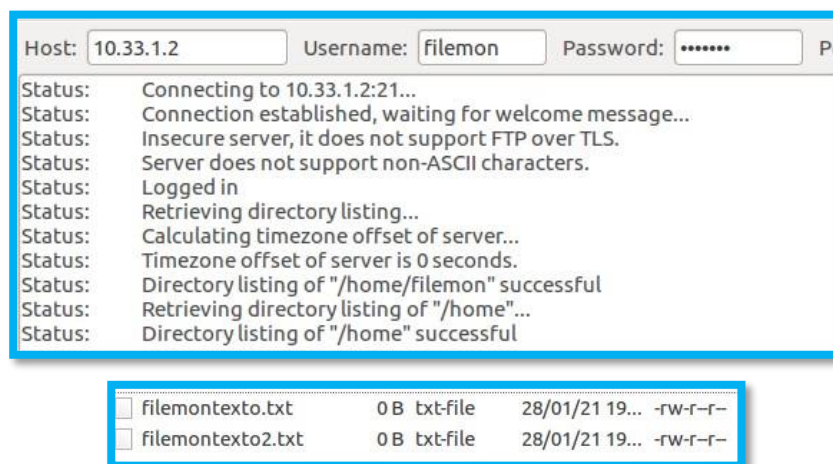 Host: 10.33.1.2 Username: filemon Password: •••••••
Status: Connecting to 10.33.1.2:21...
Status: Connection established, waiting for welcome message...
Status: Insecure server, it does not support FTP over TLS.
Status: Server does not support non-ASCII characters.
Status: Logged in
Status: Retrieving directory listing...
Status: Calculating timezone offset of server...
Status: Timezone offset of server is 0 seconds.
Status: Directory listing of "/home/filemon" successful
Status: Retrieving directory listing of "/home"...
Status: Directory listing of "/home" successful
filemontexto.txt 0 B txt-file 28/01/21 19... -rw-r--r--
filemontexto2.txt 0 B txt-file 28/01/21 19... -rw-r--r--